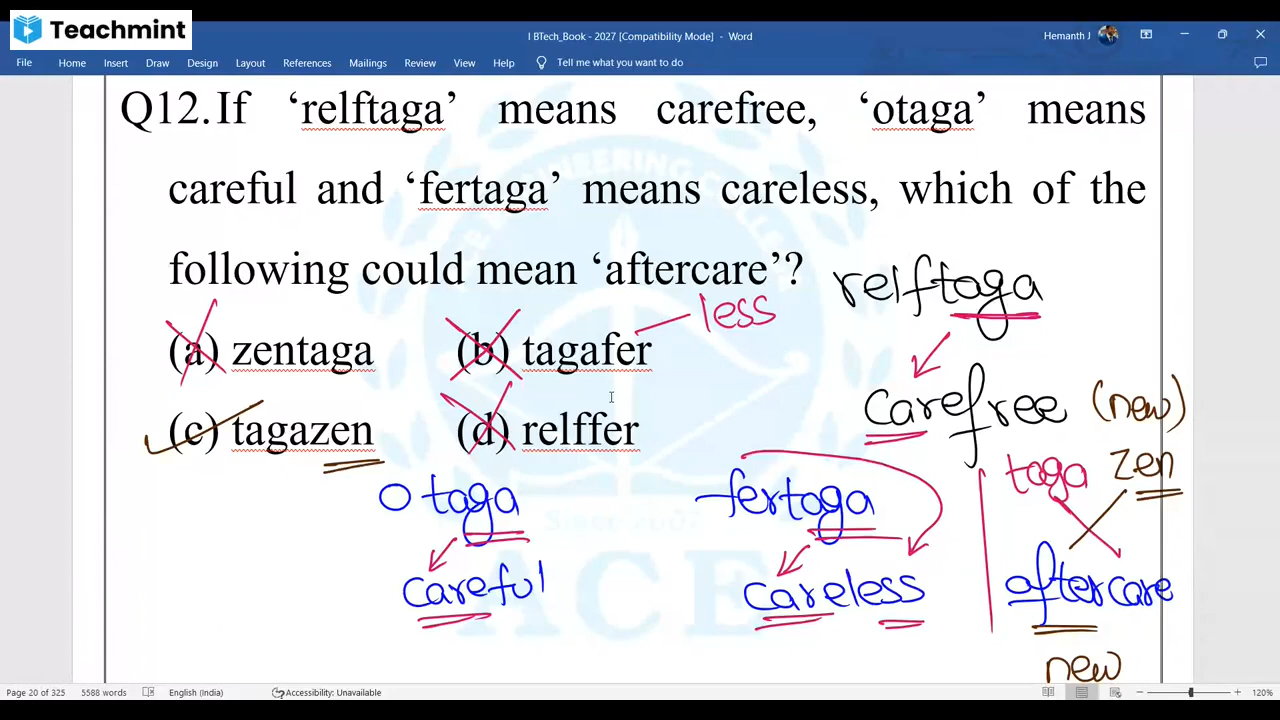 Teachmint
I BTech_Book - 2027 [Compatibility Mode] - Word
Hemanth J
File Home Insert Draw Design Layout References Mailings Review View Help Tell me what you want to do
Q12. If ‘relftaga’ means carefree, ‘otaga’ means
careful and ‘fertaga’ means careless, which of the
following could mean ‘aftercare’?
relftaga
less
(a) zentaga (b) tagafer
carefree (new)
(c) tagazen (d) relffer
taga zen
otaga fertaga
careful careless aftercare
new
SINCE 2007
ACE
Page 20 of 325 5588 words English (India) Accessibility: Unavailable 120%